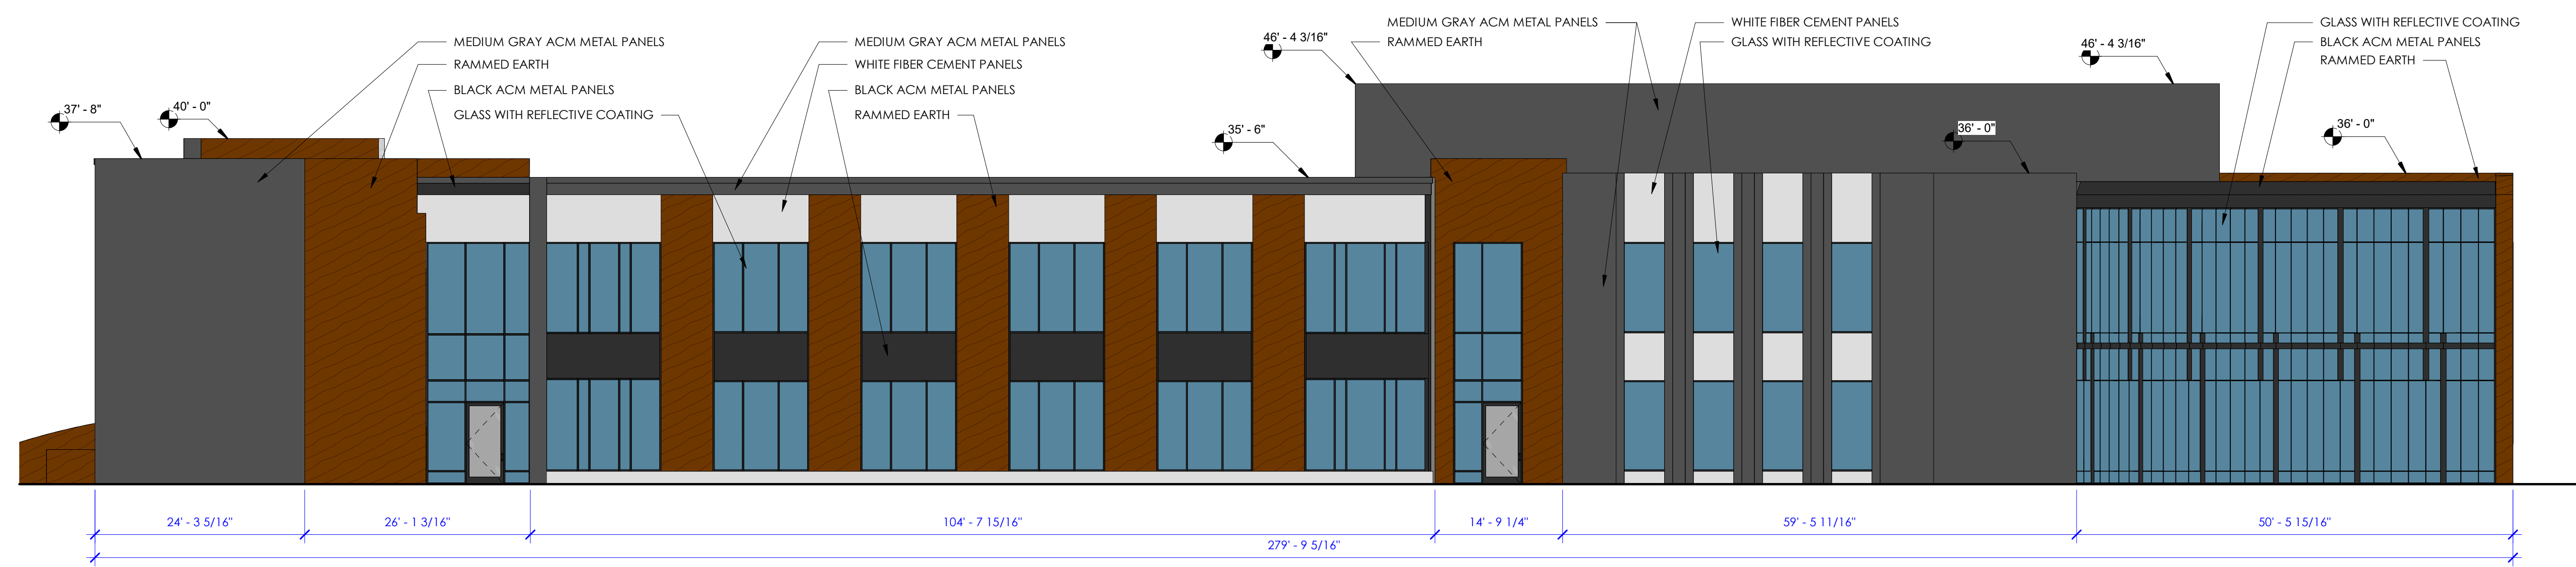 MEDIUM GRAY ACM METAL PANELS
RAMMED EARTH
BLACK ACM METAL PANELS
GLASS WITH REFLECTIVE COATING
MEDIUM GRAY ACM METAL PANELS
WHITE FIBER CEMENT PANELS
BLACK ACM METAL PANELS
RAMMED EARTH
MEDIUM GRAY ACM METAL PANELS
RAMMED EARTH
WHITE FIBER CEMENT PANELS
GLASS WITH REFLECTIVE COATING
GLASS WITH REFLECTIVE COATING
BLACK ACM METAL PANELS
RAMMED EARTH
37' - 8"
40' - 0"
35' - 6"
46' - 4 3/16"
36' - 0"
46' - 4 3/16"
36' - 0"
24' - 3 5/16"
26' - 1 3/16"
104' - 7 15/16"
14' - 9 1/4"
59' - 5 11/16"
50' - 5 15/16"
279' - 9 5/16"